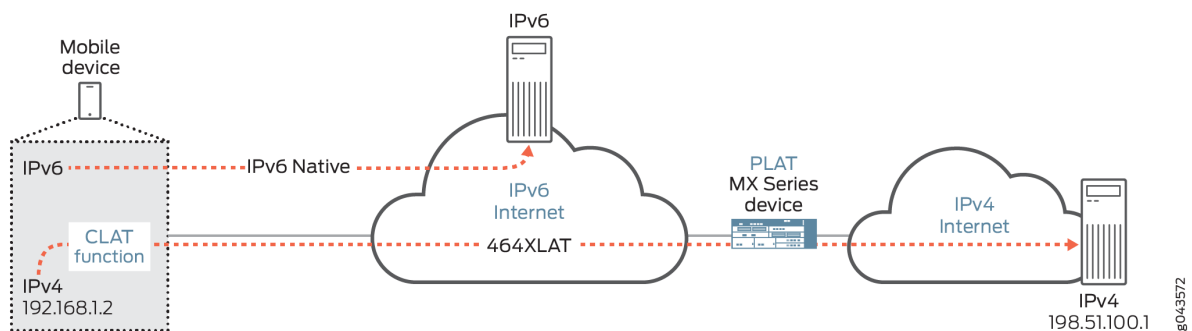 IPv6
Mobile
device
IPv6
IPv6 Native
PLAT
MX Series
device
IPv6
Internet
IPv4
Internet
CLAT
function
464XLAT
IPv4
192.168.1.2
IPv4
198.51.100.1
g043572